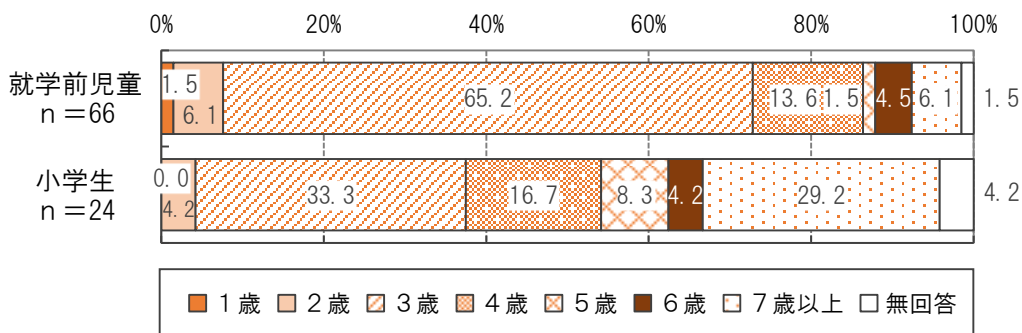 0% 20% 40% 60% 80% 100%
就学前児童
n＝66
1.5 6.1 65.2 13.6 1.5 4.5 6.1 1.5
小学生
n＝24
0.0 4.2 33.3 16.7 8.3 4.2 29.2 4.2
1歳 2歳 3歳 4歳 5歳 6歳 7歳以上 無回答